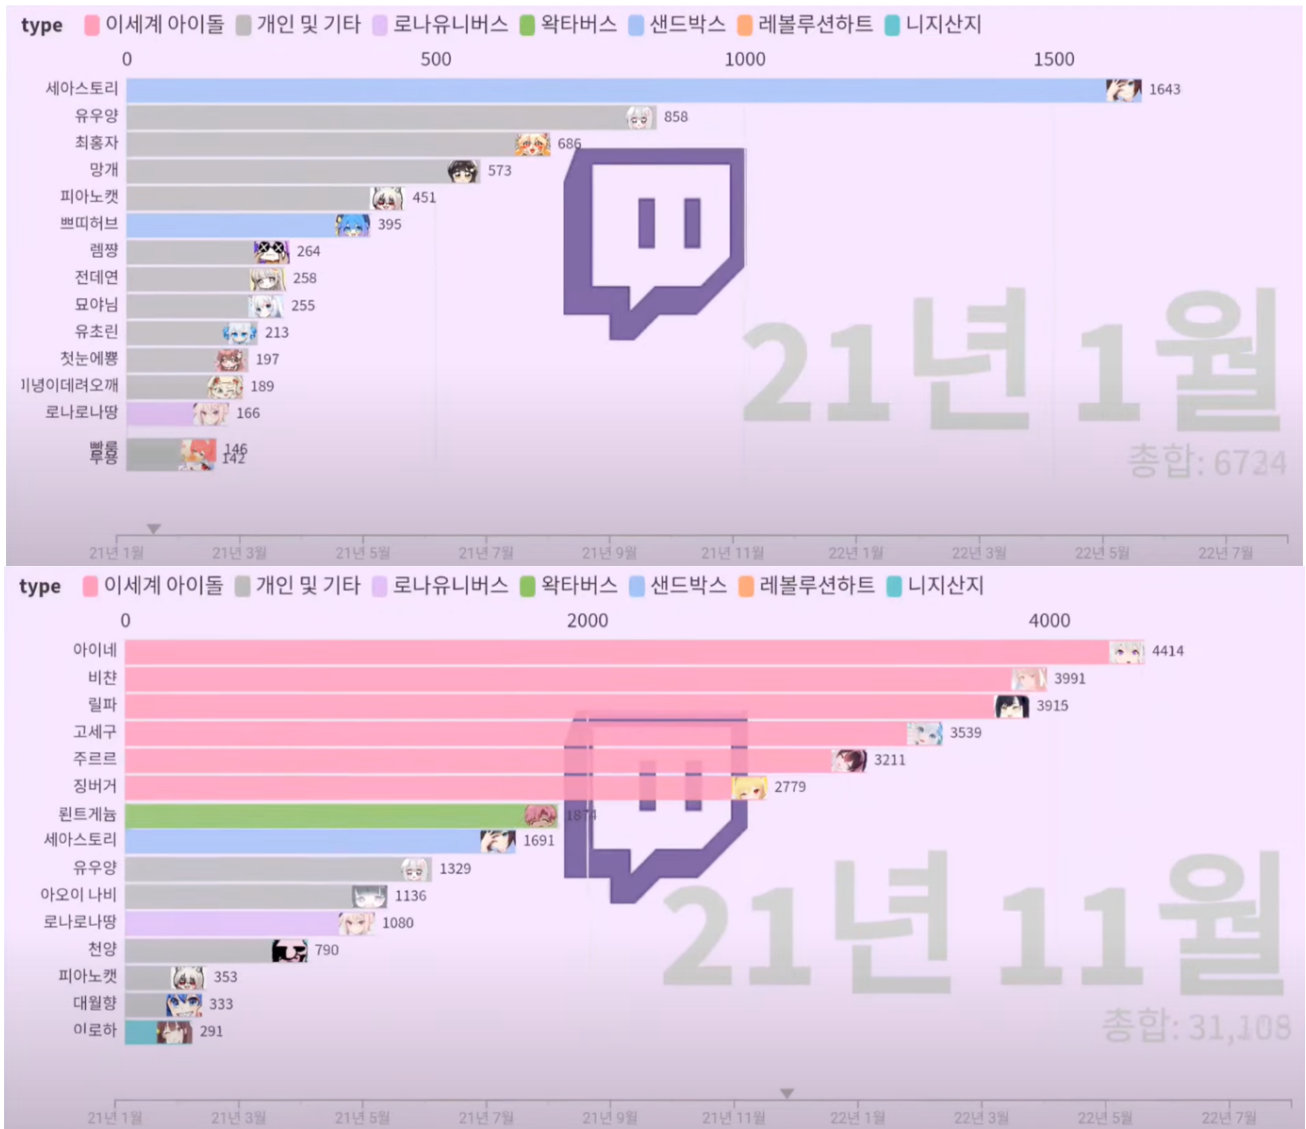 type 이세계 아이돌 개인 및 기타 로나유니버스 왁타버스 샌드박스 레볼루션하트 니지산지
0 500 1000 1500
세아스토리 1643
유우양 858
최홍자 686
망개 573
피아노캣 451
쁘띠허브 395
렘쨩 264
전데연 258
묘야님 255
유초린 213
첫눈에뿅 197
미녕이데려오깨 189
로나로나땅 166
146
142
21년 1월
총합:
21년 1월 21년 3월 21년 5월 21년 7월 21년 9월 21년 11월 22년 1월 22년 3월 22년 5월 22년 7월
type 이세계 아이돌 개인 및 기타 로나유니버스 왁타버스 샌드박스 레볼루션하트 니지산지
0 2000 4000
아이네 4414
비챤 3991
릴파 3915
고세구 3539
주르르 3211
징버거 2779
뢴트게늄 1874
세아스토리 1691
유우양 1329
아오이 나비 1136
로나로나땅 1080
천양 790
피아노캣 353
대월향 333
이로하 291
21년 11월
총합: 31,108
21년 1월 21년 3월 21년 5월 21년 7월 21년 9월 21년 11월 22년 1월 22년 3월 22년 5월 22년 7월